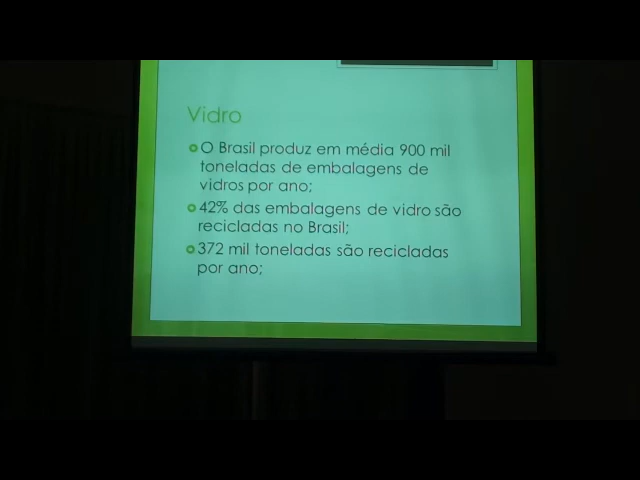 Vidro
O Brasil produz em média 900 mil
toneladas de embalagens de
vidros por ano;
42% das embalagens de vidro são
recicladas no Brasil;
372 mil toneladas são recicladas
por ano;